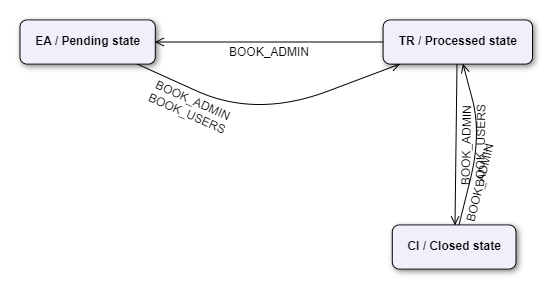 EA / Pending state
TR / Processed state
BOOK_ADMIN
BOOK_ADMIN
BOOK_USERS
BOOK_ADMIN
BOOK_USERS
BOOK_ADMIN
CI / Closed state